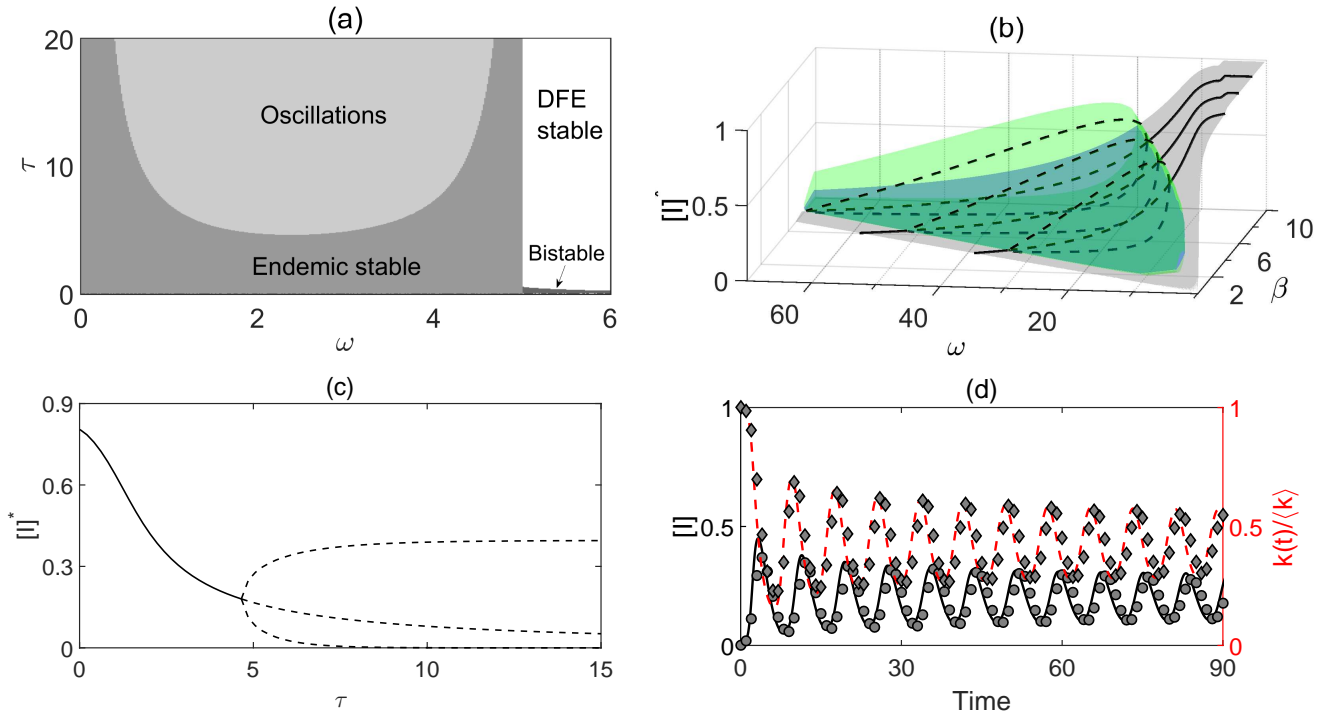 (a)
20
10
0
τ
Oscillations
DFE
stable
Endemic stable
Bistable
0
2
4
6
ω
(b)
1
0.5
0
[I]
60
40
20
ω
2
6
10
β
(c)
0.9
0.6
0.3
0
[I]*
0
5
10
15
τ
(d)
1
0.5
0
[I]
1
0.5
0
k(t)/⟨k⟩
0
30
60
90
Time